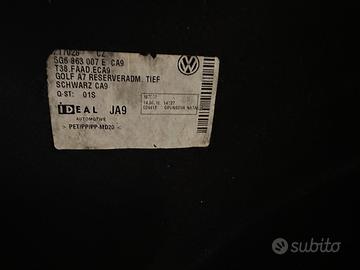 5G6 863 007 E CA9
T38.FAAD.ECA9
GOLF A7 RESERVERADM. TIEF
SCHWARZ CA9
Q-ST: 01S
IDEAL JA9
AUTOMOTIVE
> PET/PP/PP-MD20 <
subito